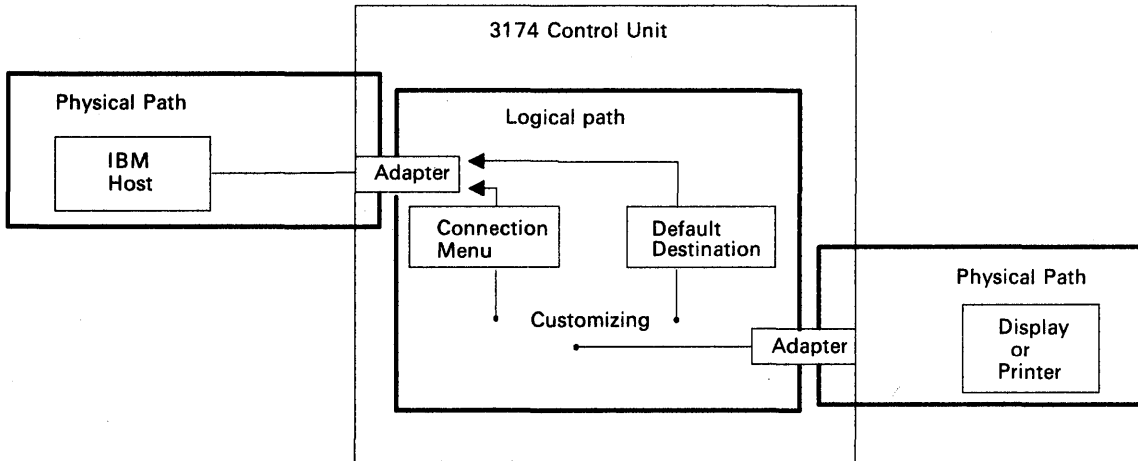 3174 Control Unit
Physical Path
Logical path
IBM
Host
Adapter
Connection
Menu
Default
Destination
Physical Path
Customizing
Adapter
Display
or
Printer